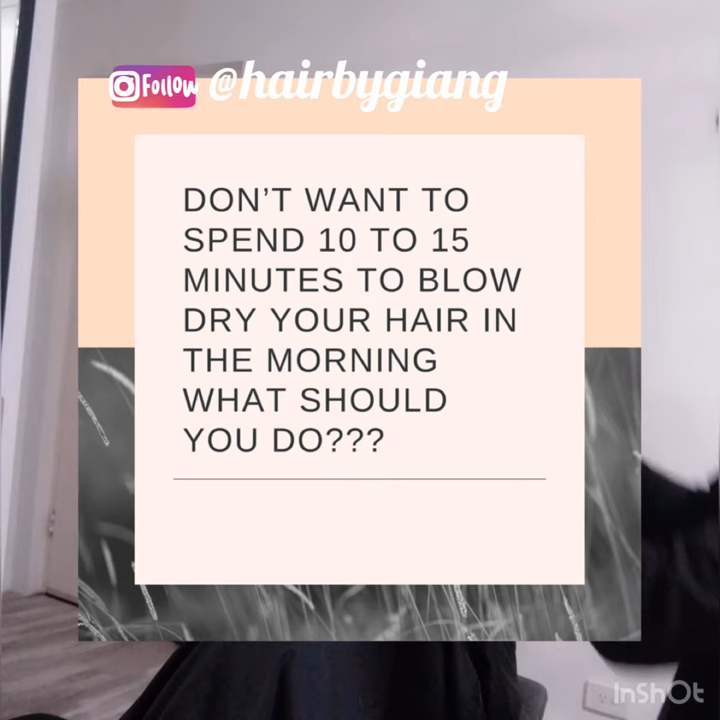 Follow @hairbygiang
DON’T WANT TO
SPEND 10 TO 15
MINUTES TO BLOW
DRY YOUR HAIR IN
THE MORNING
WHAT SHOULD
YOU DO???
InShOt